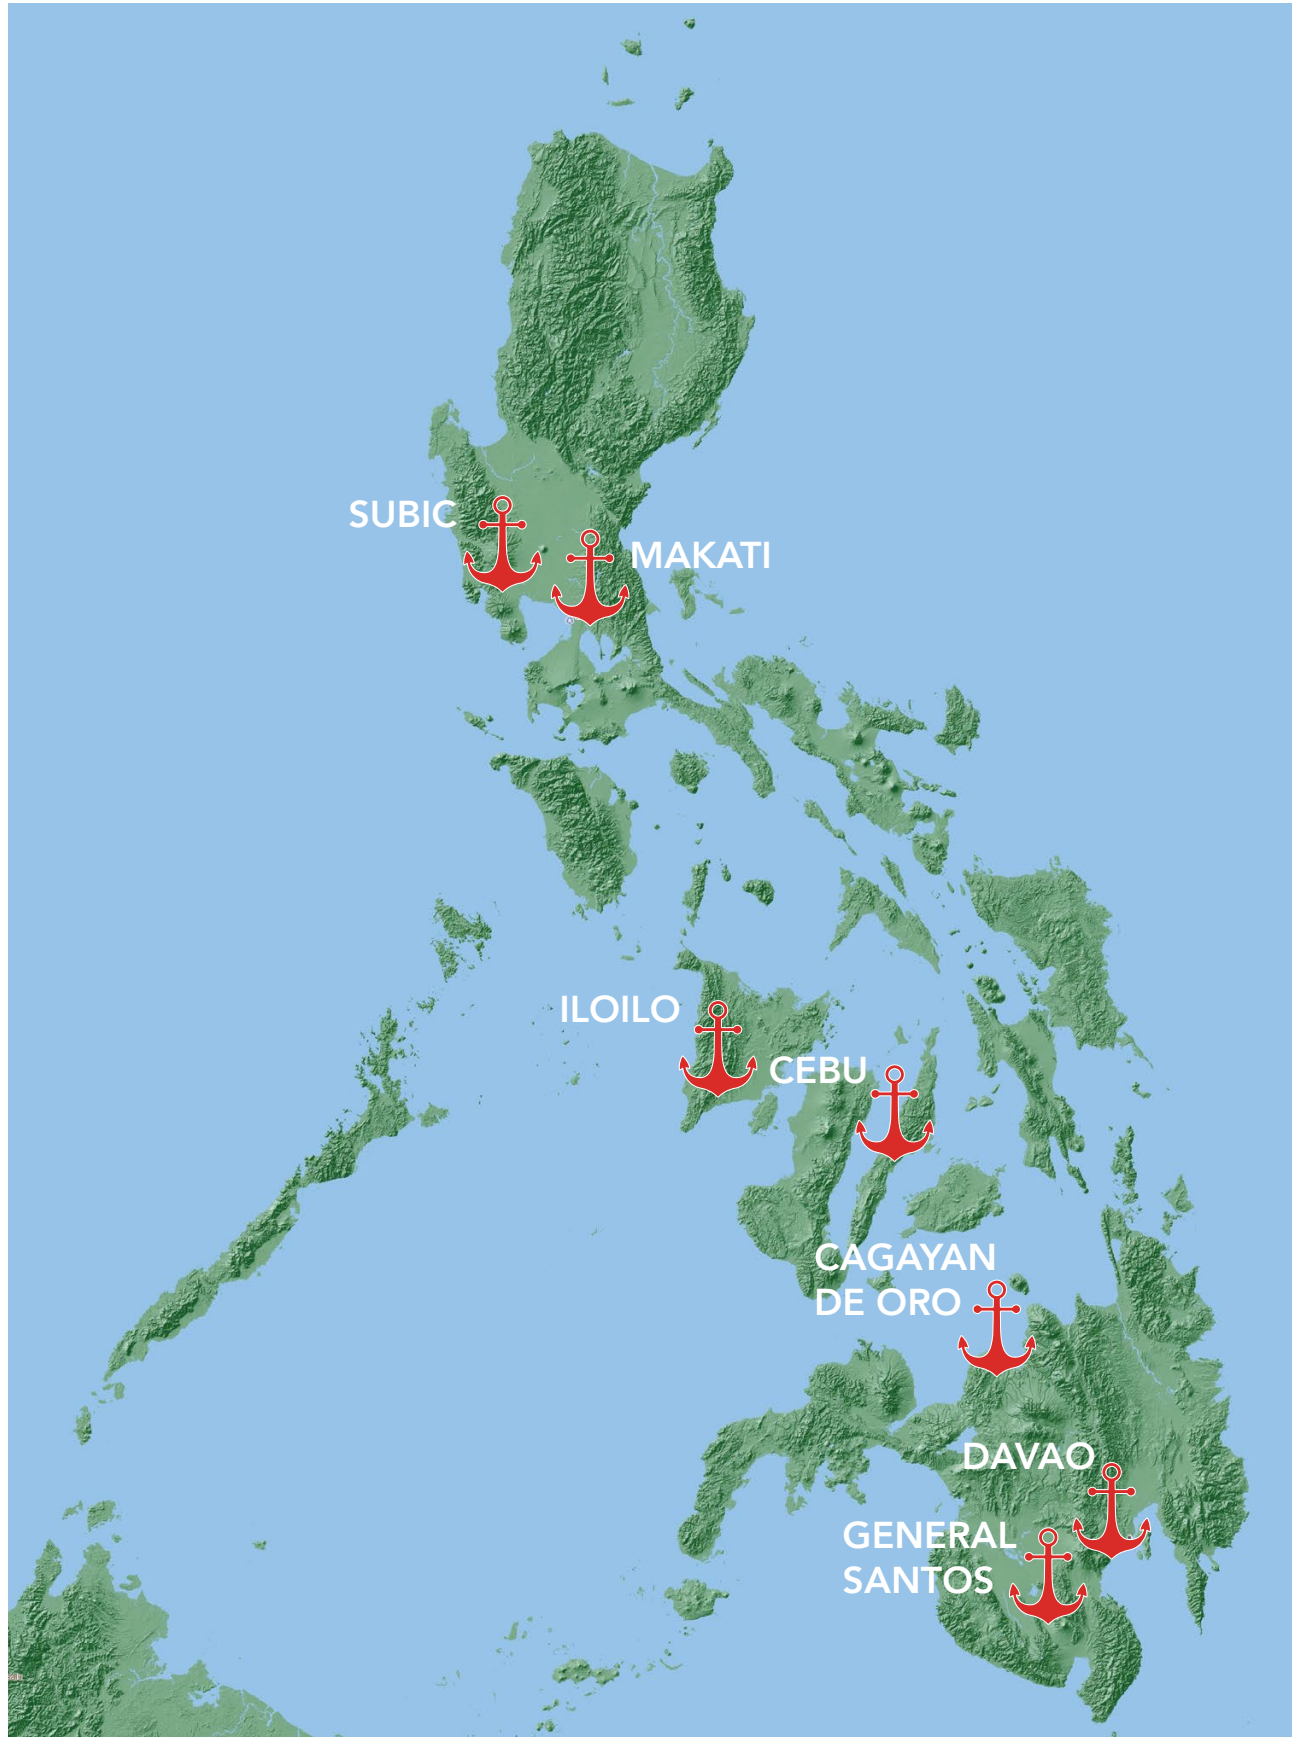 SUBIC
MAKATI
ILOILO
CEBU
CAGAYAN
DE ORO
DAVAO
GENERAL
SANTOS